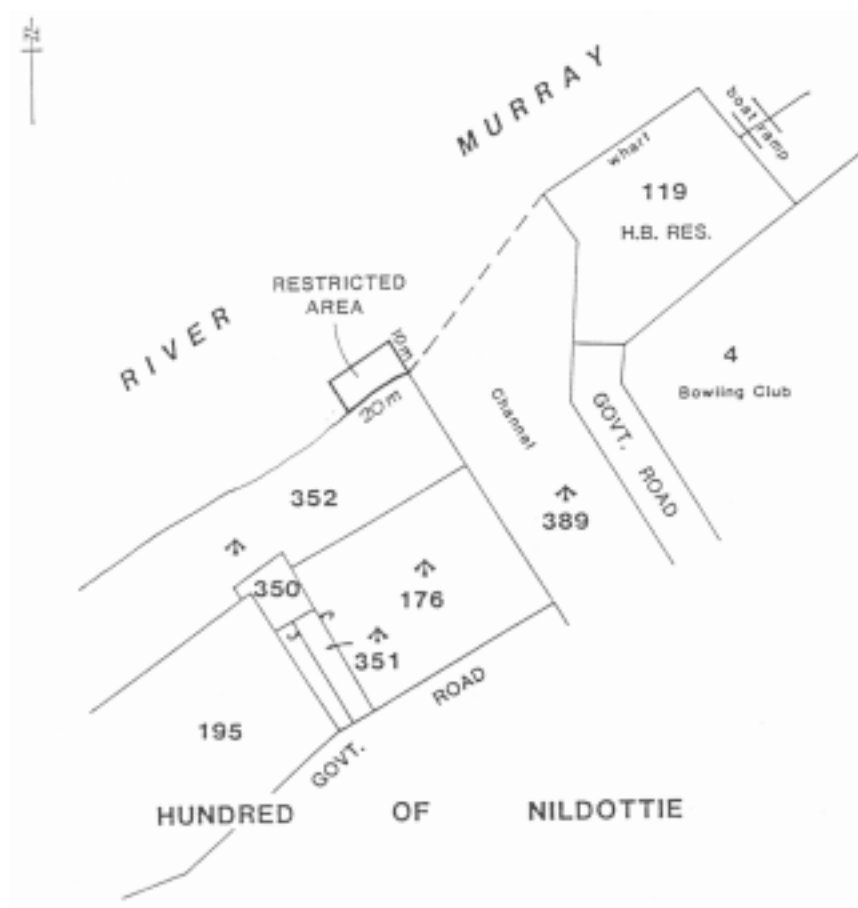 N
RIVER MURRAY
boat ramp
wharf
119
H.B. RES.
RESTRICTED
AREA
10m
20m
4
Bowling Club
Channel
GOVT. ROAD
352
389
350
176
351
195
GOVT. ROAD
HUNDRED OF NILDOTTIE